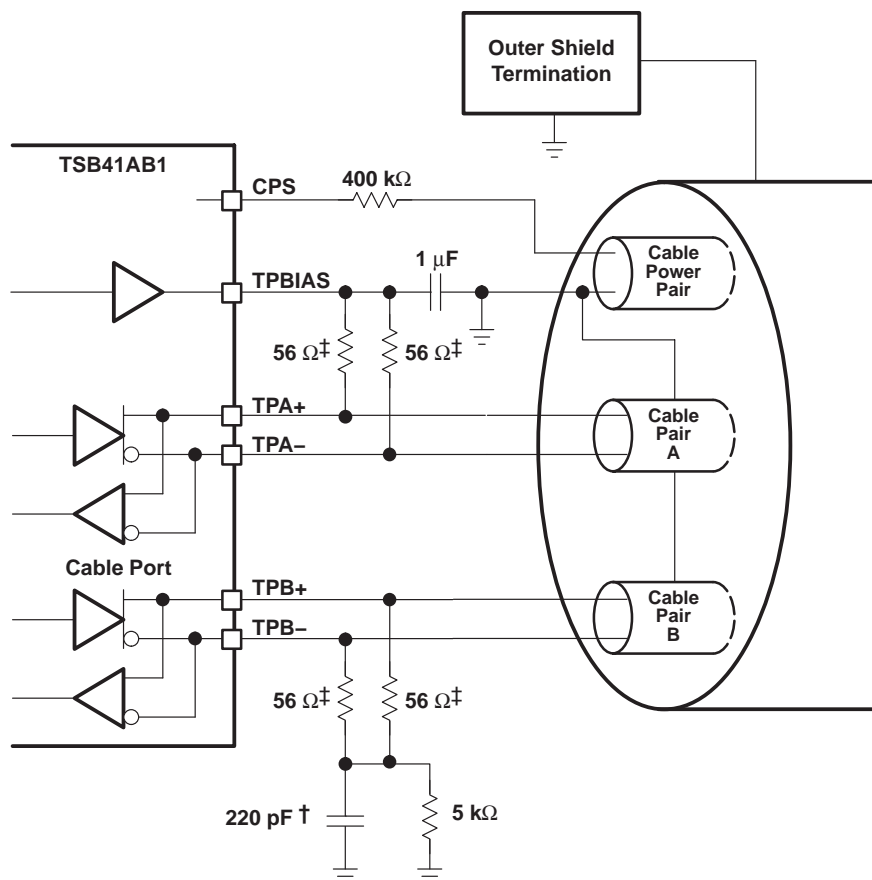 Outer Shield
Termination
TSB41AB1
CPS
400 kΩ
Cable
Power
Pair
1 μF
TPBIAS
56 Ω‡
56 Ω‡
TPA+
Cable
Pair
A
TPA−
Cable Port
TPB+
Cable
Pair
B
TPB−
56 Ω‡
56 Ω‡
220 pF †
5 kΩ